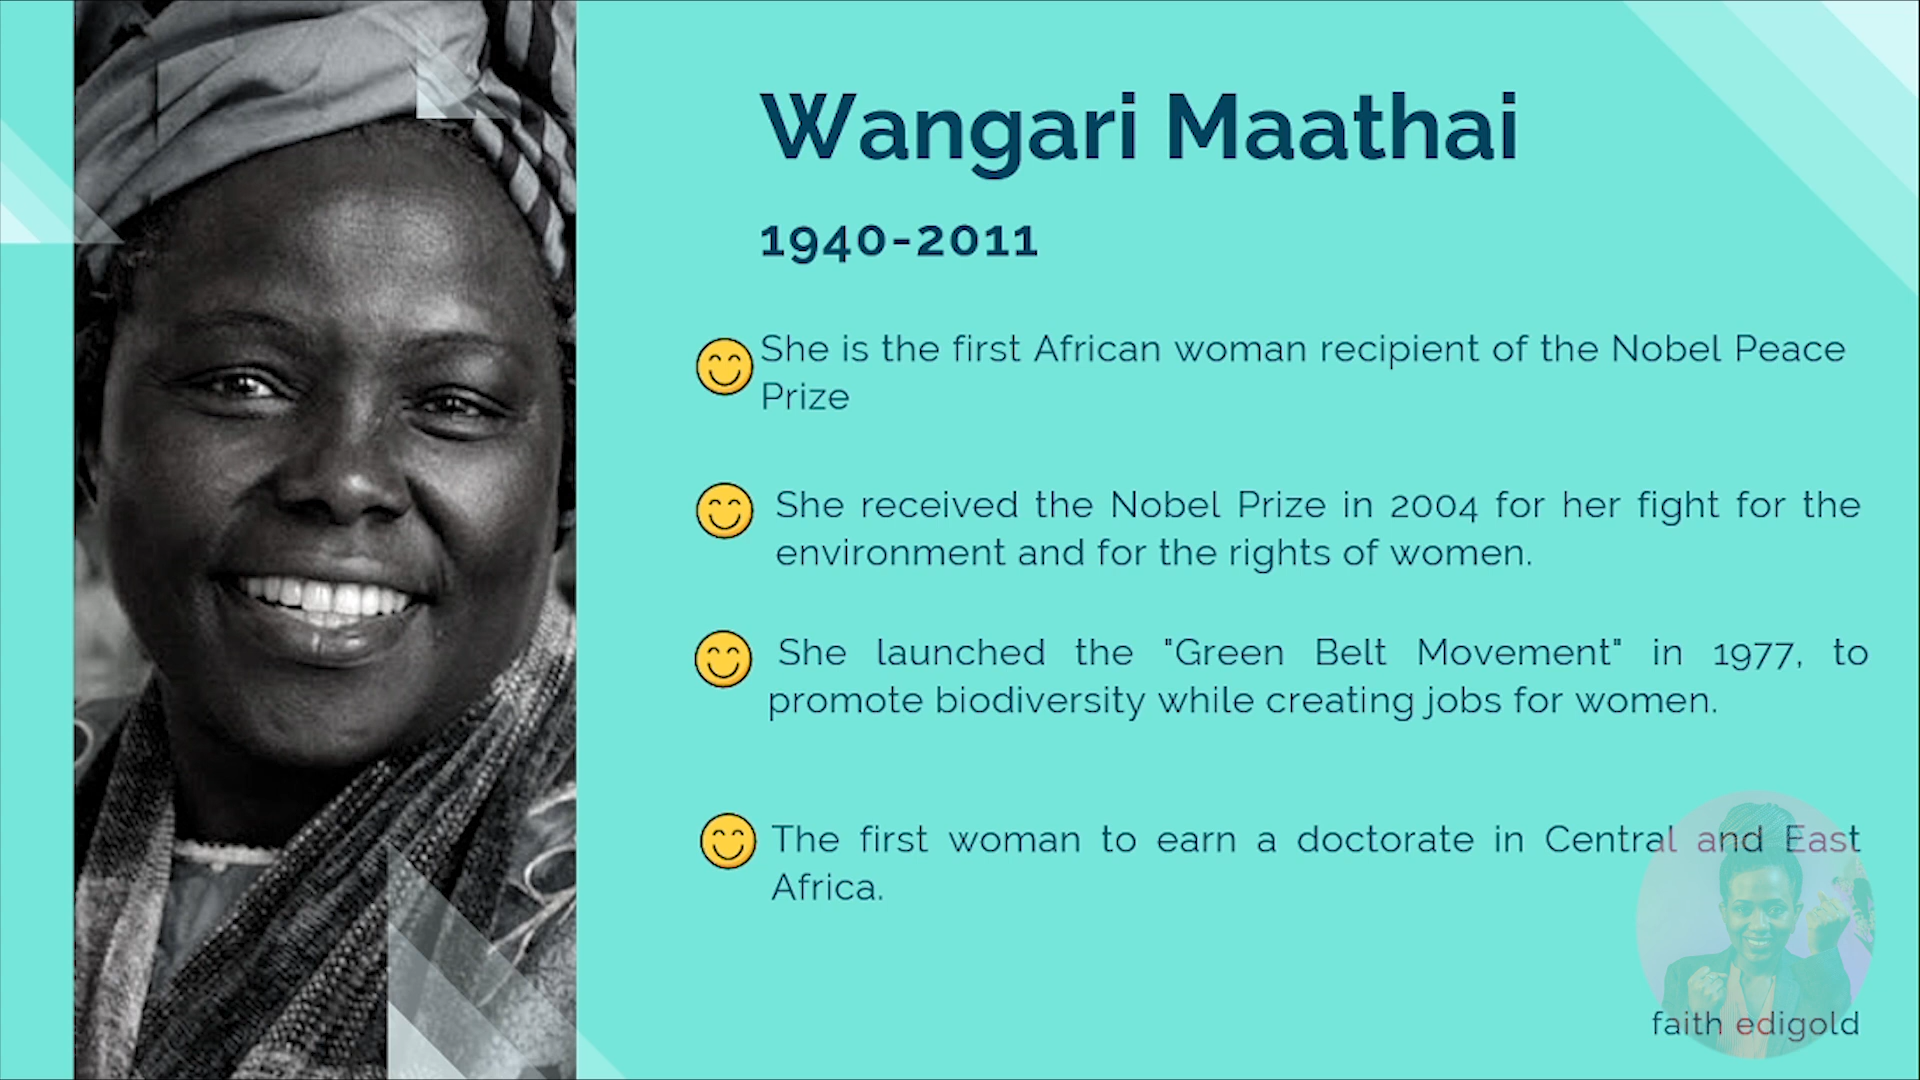 Wangari Maathai
1940-2011
She is the first African woman recipient of the Nobel Peace
Prize
She received the Nobel Prize in 2004 for her fight for the
environment and for the rights of women.
She launched the "Green Belt Movement" in 1977, to
promote biodiversity while creating jobs for women.
The first woman to earn a doctorate in Central and East
Africa.
faith edigold